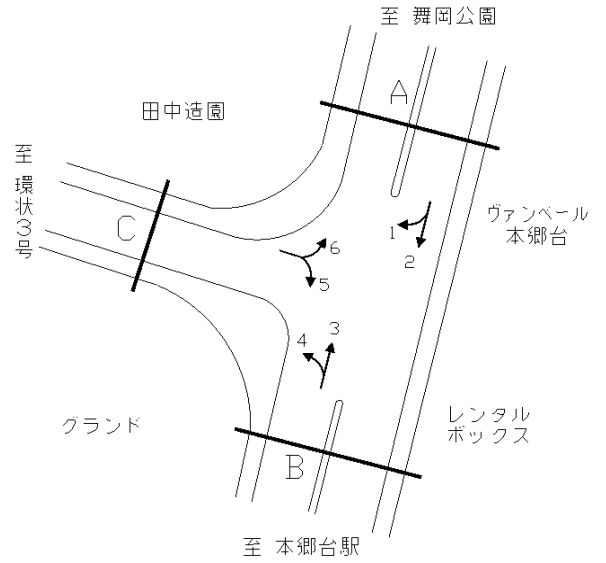 至 舞岡公園
A
田中造園
至 環状3号
C
ヴァンベール
本郷台
1
2
6
5
3
4
グランド
レンタル
ボックス
B
至 本郷台駅